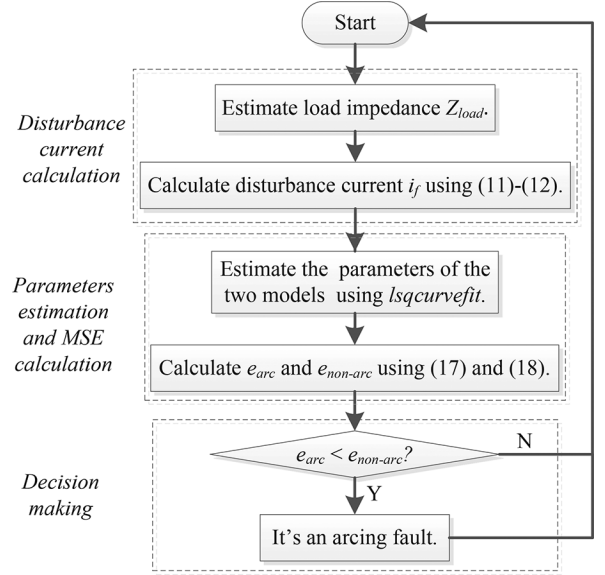 Start
Disturbance
current
calculation
Estimate load impedance Zload.
Calculate disturbance current if using (11)-(12).
Parameters
estimation
and MSE
calculation
Estimate the parameters of the
two models using lsqcurvefit.
Calculate earc and enon-arc using (17) and (18).
Decision
making
earc < enon-arc?
N
Y
It's an arcing fault.